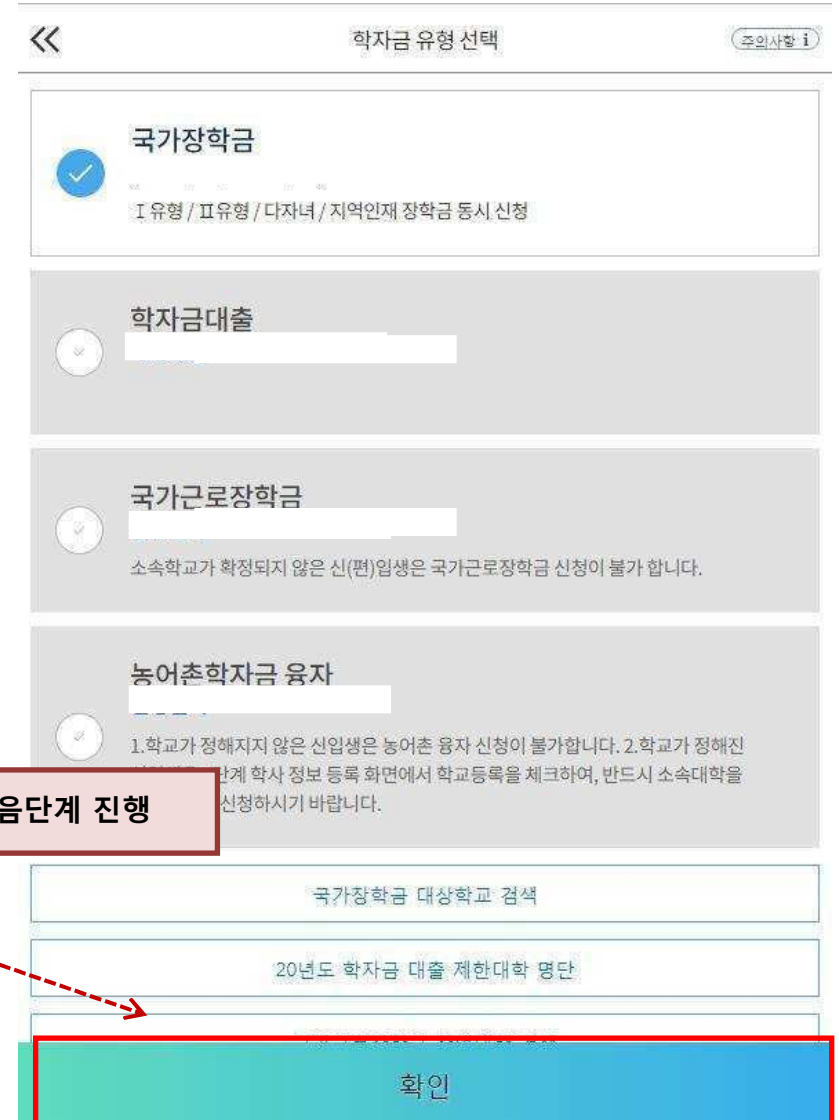 학자금 유형 선택
주의사항 i
국가장학금
Ⅰ유형 / Ⅱ유형 / 다자녀 / 지역인재 장학금 동시 신청
학자금대출
국가근로장학금
소속학교가 확정되지 않은 신(편)입생은 국가근로장학금 신청이 불가 합니다.
농어촌학자금 융자
1.학교가 정해지지 않은 신입생은 농어촌 융자 신청이 불가합니다. 2.학교가 정해진
단계 학사 정보 등록 화면에서 학교등록을 체크하여, 반드시 소속대학을
신청하시기 바랍니다.
음단계 진행
국가장학금 대상학교 검색
20년도 학자금 대출 제한대학 명단
확인